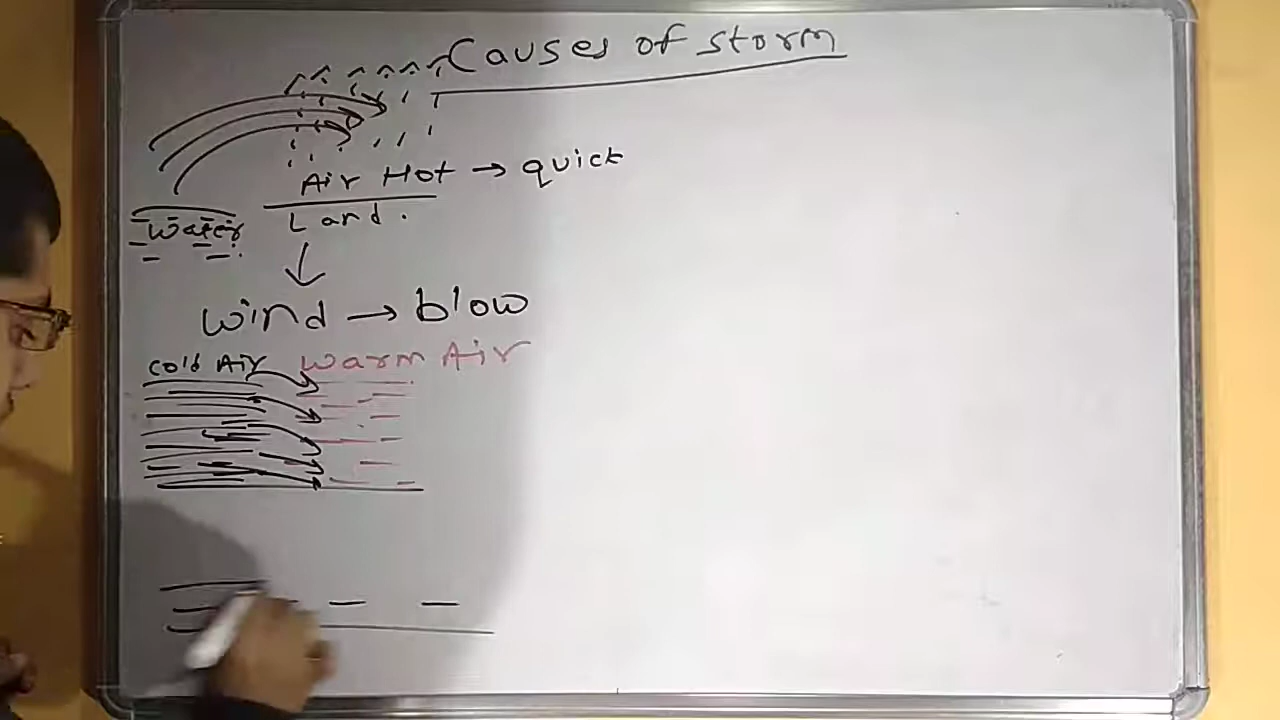 Causes of storm
Air Hot → quick
Water Land.
wind → blow
cold Air warm Air